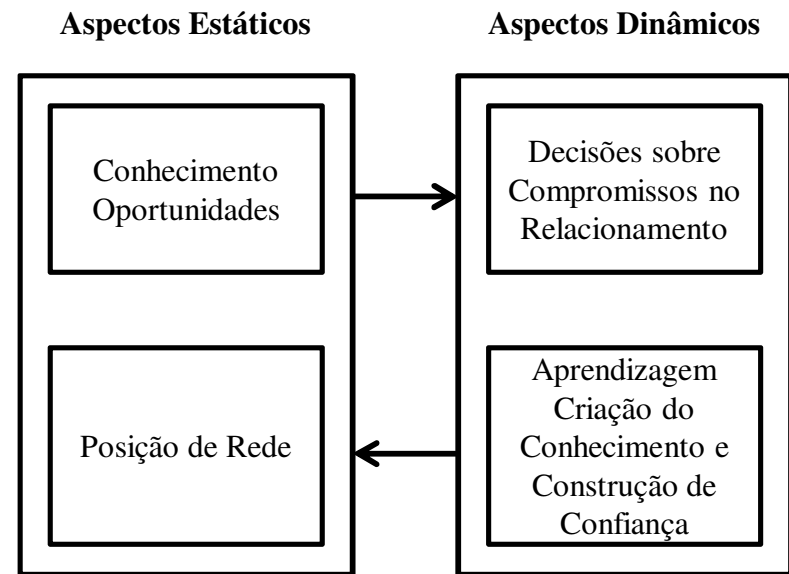 Aspectos Estáticos
Aspectos Dinâmicos
Conhecimento
Oportunidades
Decisões sobre
Compromissos no
Relacionamento
Posição de Rede
Aprendizagem
Criação do
Conhecimento e
Construção de
Confiança